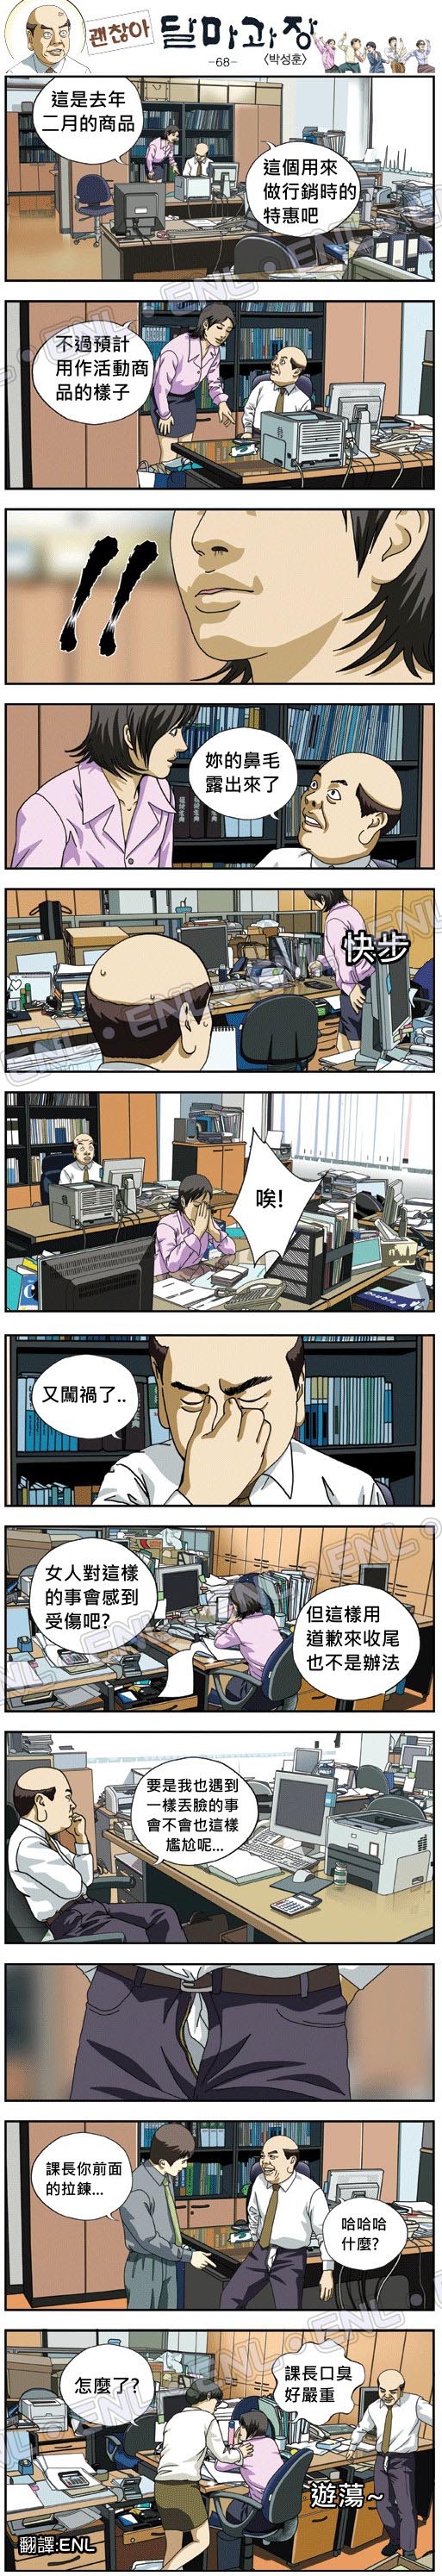 괜찮아 달마과장
-68-
〈박성훈〉
這是去年
二月的商品
這個用來
做行銷時的
特惠吧
不過預計
用作活動商
品的樣子
妳的鼻毛
露出來了
快步
唉!
又闖禍了..
女人對這樣
的事會感到
受傷吧?
但這樣用
道歉來收尾
也不是辦法
要是我也遇到
一樣丟臉的事
會不會也這樣
尷尬呢...
課長你前面
的拉鍊...
哈哈哈
什麼?
怎麼了?
課長口臭
好嚴重
遊蕩~
翻譯:ENL